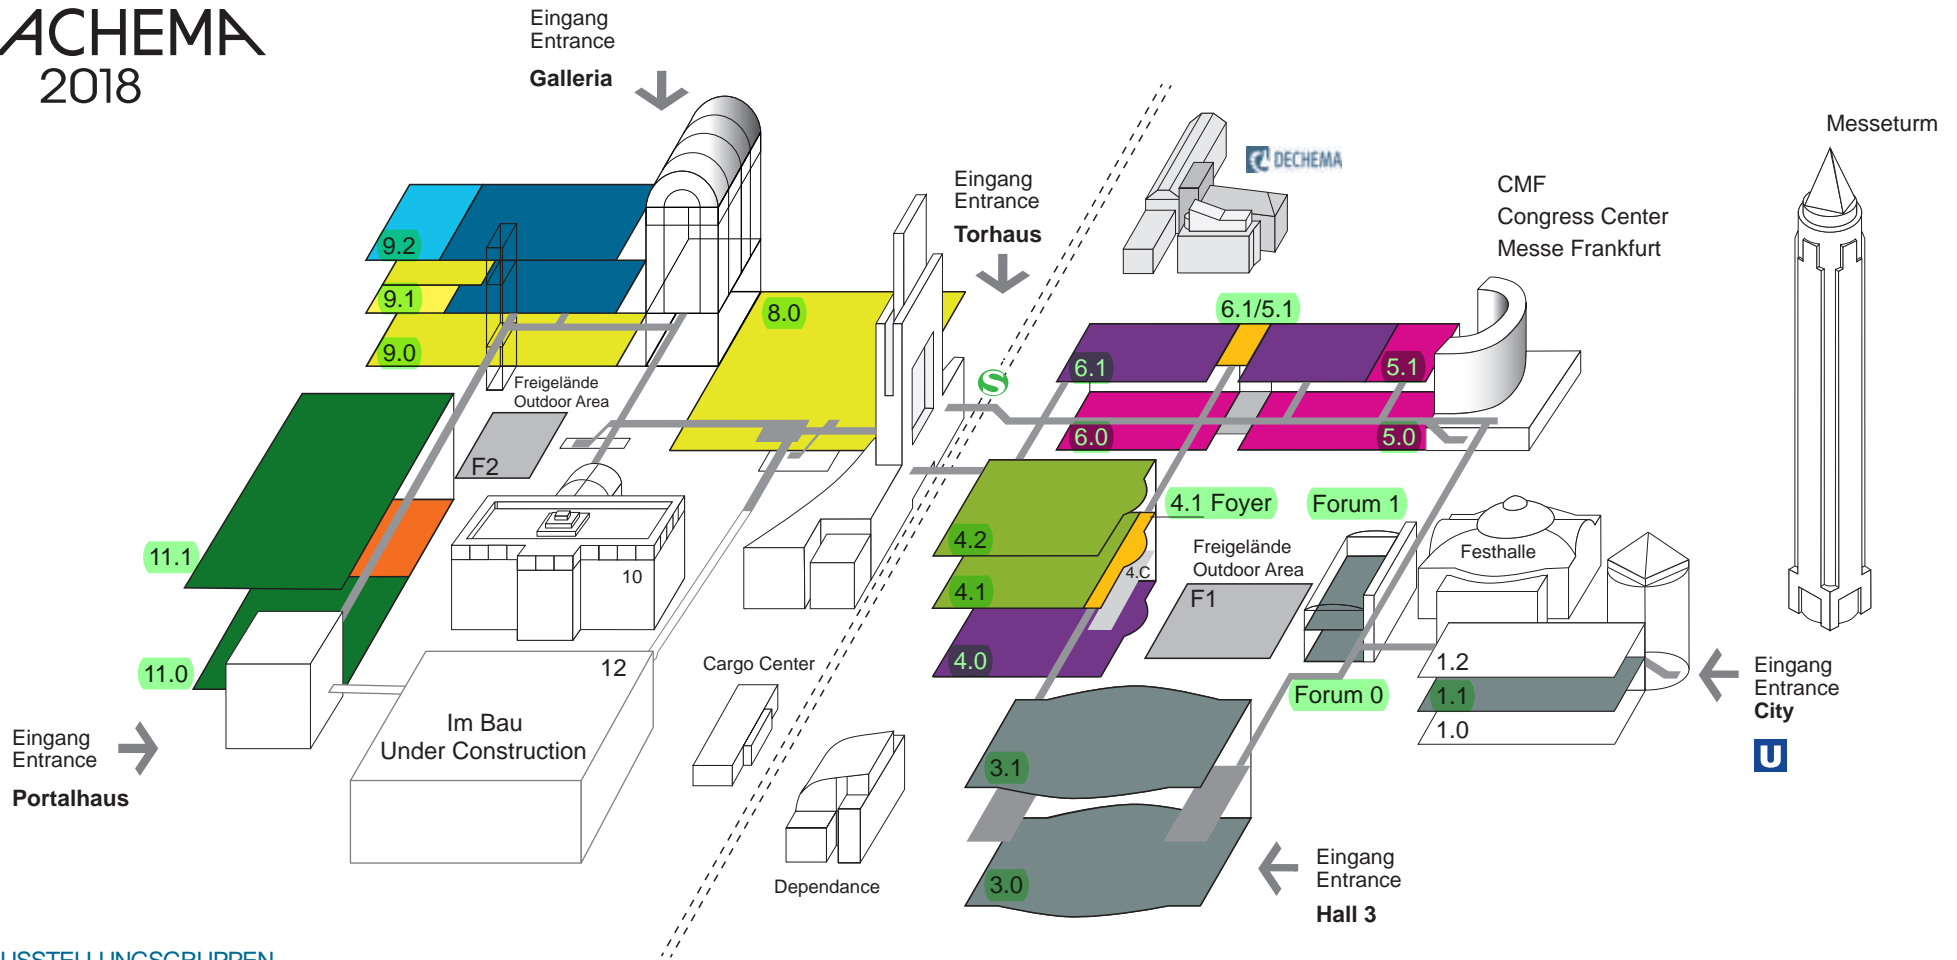 ACHEMA
2018
Eingang
Entrance
Galleria
Messeturm
DECHEMA
Eingang
Entrance
Torhaus
CMF
Congress Center
Messe Frankfurt
9.2
9.1
9.0
8.0
6.1/5.1
6.1
5.1
S
Freigelände
Outdoor Area
F2
6.0
5.0
4.1 Foyer
Forum 1
4.2
4.1
4.C
4.0
Freigelände
Outdoor Area
F1
Festhalle
11.1
11.0
10
12
Im Bau
Under Construction
Cargo Center
Dependance
Forum 0
1.2
1.1
1.0
Eingang
Entrance
City
U
Eingang
Entrance
Portalhaus
3.1
3.0
Eingang
Entrance
Hall 3
USSTELLUNGSGRUPPEN